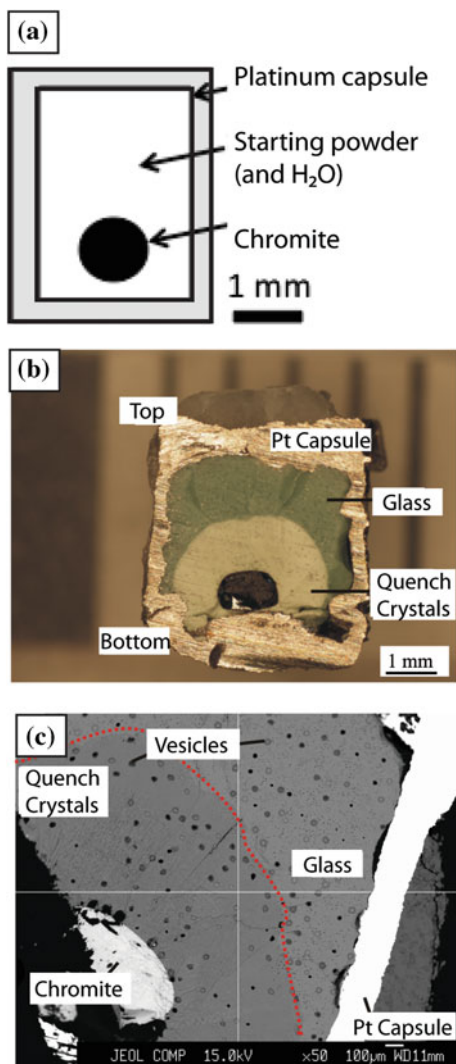 (a)
Platinum capsule
Starting powder
(and H₂O)
Chromite
1 mm
(b)
Top
Pt Capsule
Glass
Quench
Crystals
Bottom
1 mm
(c)
Vesicles
Quench
Crystals
Glass
Chromite
Pt Capsule
JEOL COMP 15.0kV ×50 100μm WD11mm